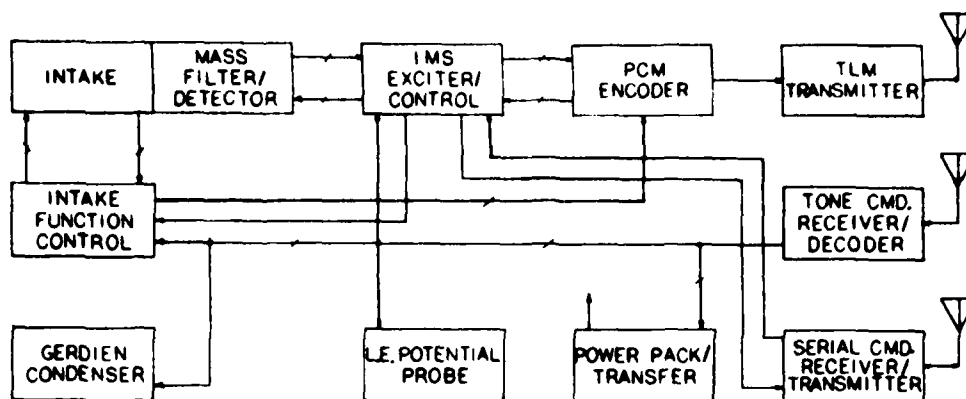 INTAKE
MASS
FILTER/
DETECTOR
IMS
EXCITER/
CONTROL
PCM
ENCODER
TLM
TRANSMITTER
INTAKE
FUNCTION
CONTROL
TONE CMD.
RECEIVER/
DECODER
GERDIEN
CONDENSER
L.E. POTENTIAL
PROBE
POWER PACK/
TRANSFER
SERIAL CMD.
RECEIVER/
TRANSMITTER